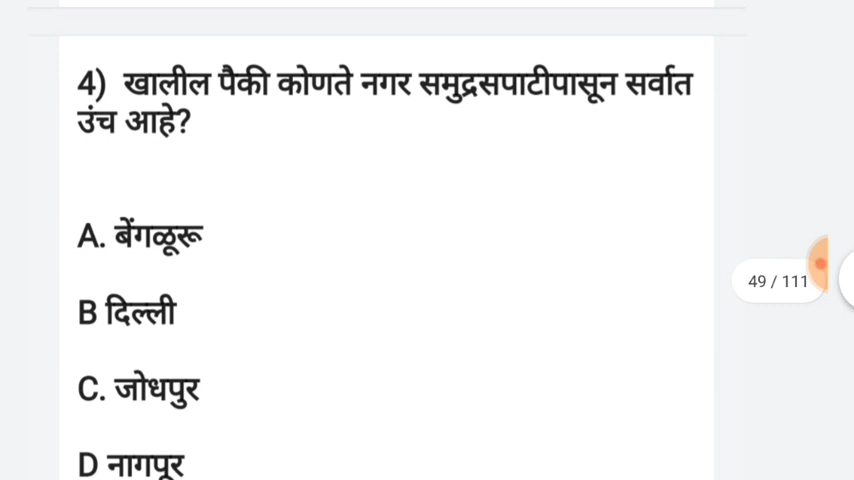 4) खालील पैकी कोणते नगर समुद्रसपाटीपासून सर्वात
उंच आहे?
A. बेंगळूरू
B दिल्ली
49 / 111
C. जोधपुर
D नागपूर